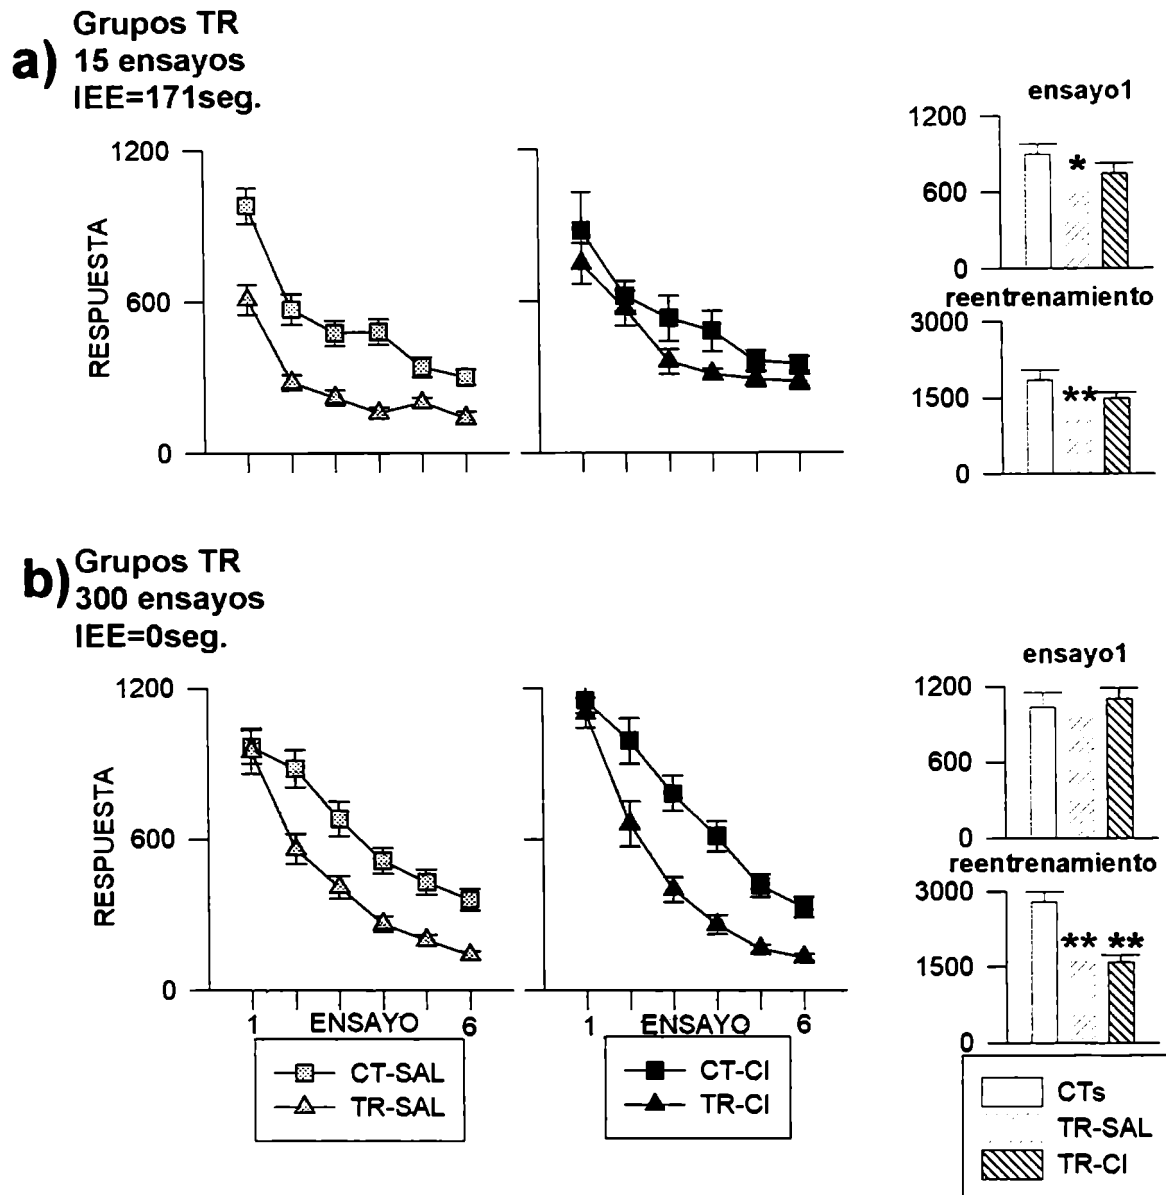 a)
Grupos TR
15 ensayos
IEE=171seg.
RESPUESTA
1200
600
0
ensayo1
1200
600
0
*
reentrenamiento
3000
1500
0
**
b)
Grupos TR
300 ensayos
IEE=0seg.
RESPUESTA
1200
600
0
1 ENSAYO 6
1 ENSAYO 6
CT-SAL
TR-SAL
CT-CI
TR-CI
ensayo1
1200
600
0
reentrenamiento
3000
1500
0
** **
CTs
TR-SAL
TR-CI